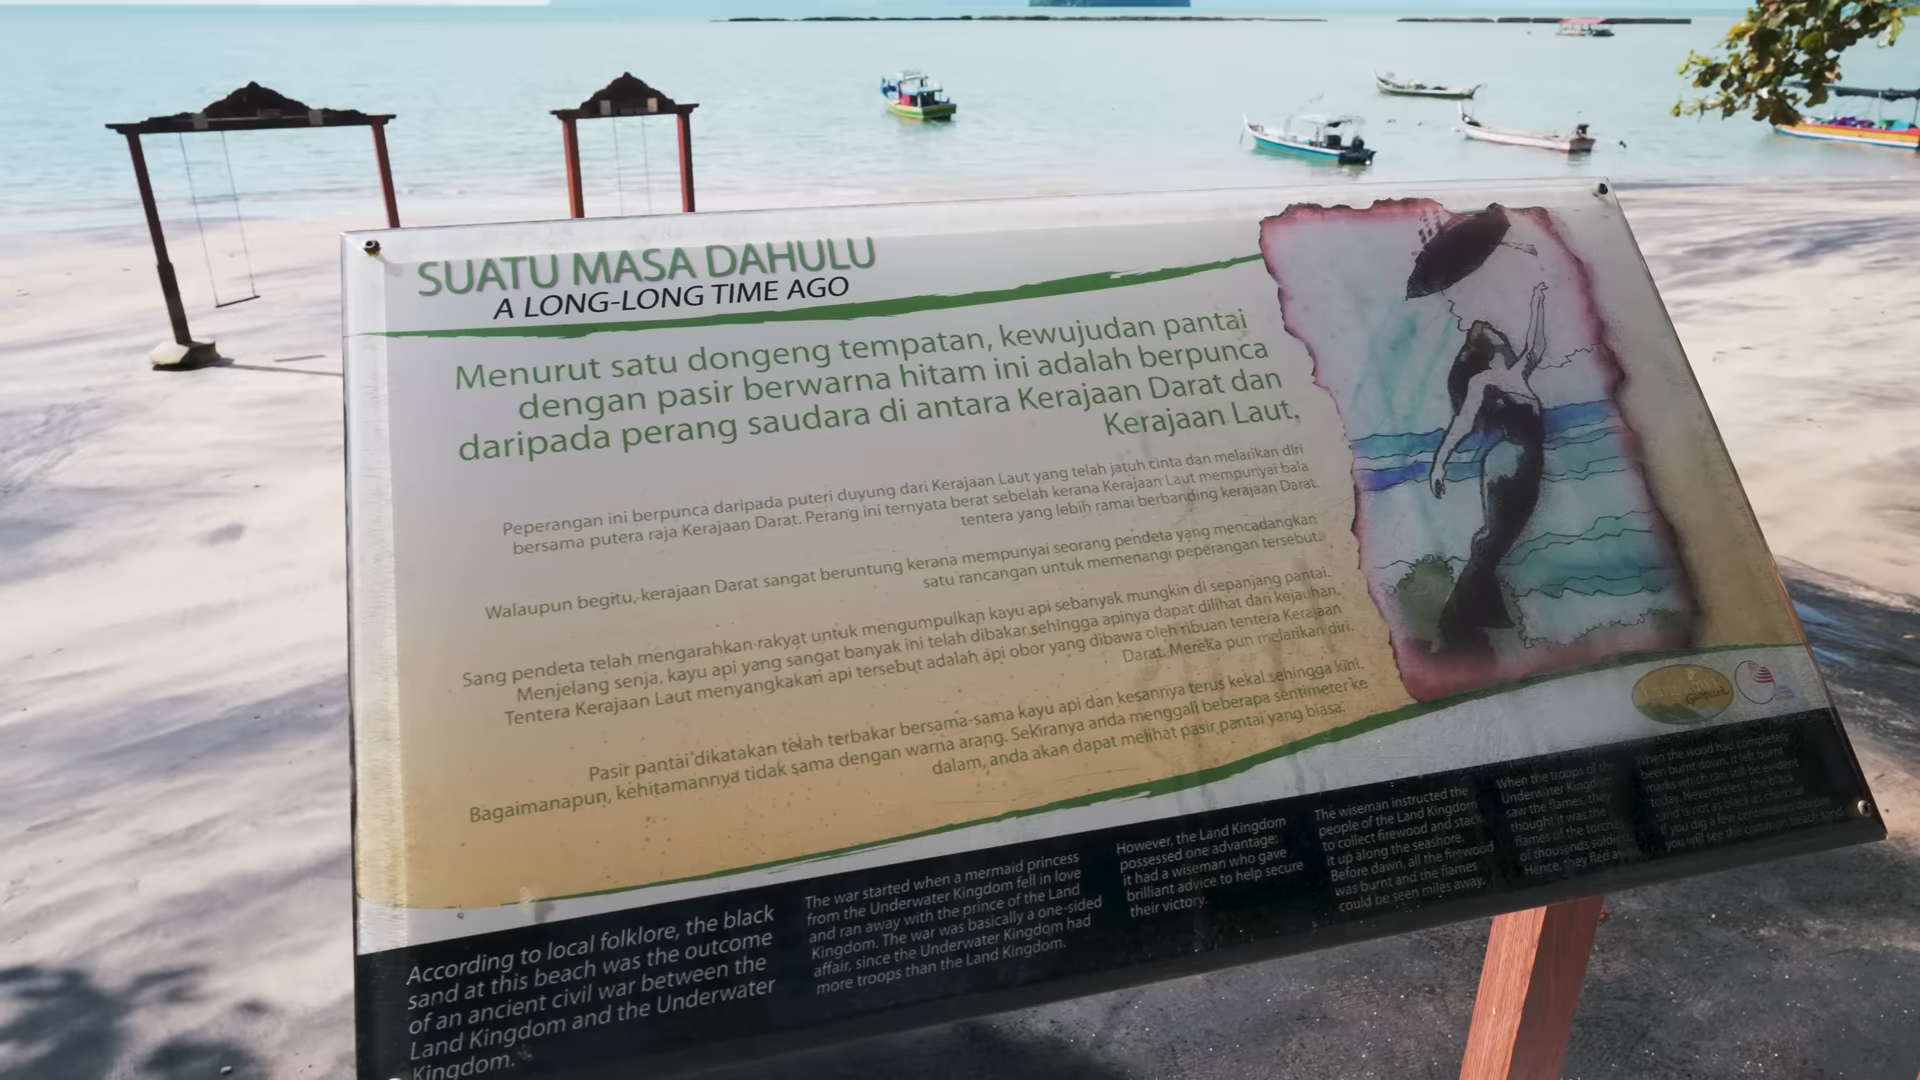 SUATU MASA DAHULU
A LONG-LONG TIME AGO
Menurut satu dongeng tempatan, kewujudan pantai
dengan pasir berwarna hitam ini adalah berpunca
daripada perang saudara di antara Kerajaan Darat dan
Kerajaan Laut.
Peperangan ini berpunca daripada puteri duyung dari Kerajaan Laut yang telah jatuh cinta dan melarikan diri
bersama putera raja Kerajaan Darat. Perang ini ternyata berat sebelah kerana Kerajaan Laut mempunyai bala
tentera yang lebih ramai berbanding kerajaan Darat.
Walaupun begitu, kerajaan Darat sangat beruntung kerana mempunyai seorang pendeta yang mencadangkan
satu rancangan untuk memenangi peperangan tersebut.
Sang pendeta telah mengarahkan rakyat untuk mengumpulkan kayu api sebanyak mungkin di sepanjang pantai.
Menjelang senja, kayu api yang sangat banyak ini telah dibakar sehingga apinya dapat dilihat dari kejauhan.
Tentera Kerajaan Laut menyangkakan api tersebut adalah api obor yang dibawa oleh ribuan tentera Kerajaan
Darat. Mereka pun melarikan diri.
Pasir pantai dikatakan telah terbakar bersama-sama kayu api dan kesannya terus kekal sehingga kini.
Bagaimanapun, kehitamannya tidak sama dengan warna arang. Sekiranya anda menggali beberapa sentimeter ke
dalam, anda akan dapat melihat pasir pantai yang biasa.
Geopark
According to local folklore, the black
sand at this beach was the outcome
of an ancient civil war between the
Land Kingdom and the Underwater
Kingdom.
The war started when a mermaid princess
from the Underwater Kingdom fell in love
and ran away with the prince of the Land
Kingdom. The war was basically a one-sided
affair, since the Underwater Kingdom had
more troops than the Land Kingdom.
However, the Land Kingdom
possessed one advantage;
it had a wiseman who gave
brilliant advice to help secure
their victory.
The wiseman instructed the
people of the Land Kingdom
to collect firewood and stack
it up along the seashore.
Before dawn, all the firewood
was burnt and the flames
could be seen miles away.
When the troops of the
Underwater Kingdom
saw the flames, they
thought it was the
flames of the torches
of thousands
Hence, they fled
When the wood had completely
been burnt down, it left burnt
marks which can still be evident
today. Nevertheless, the black
sand is not as black as charcoal.
If you dig a few centimeters deeper,
you will see the common beach sand.